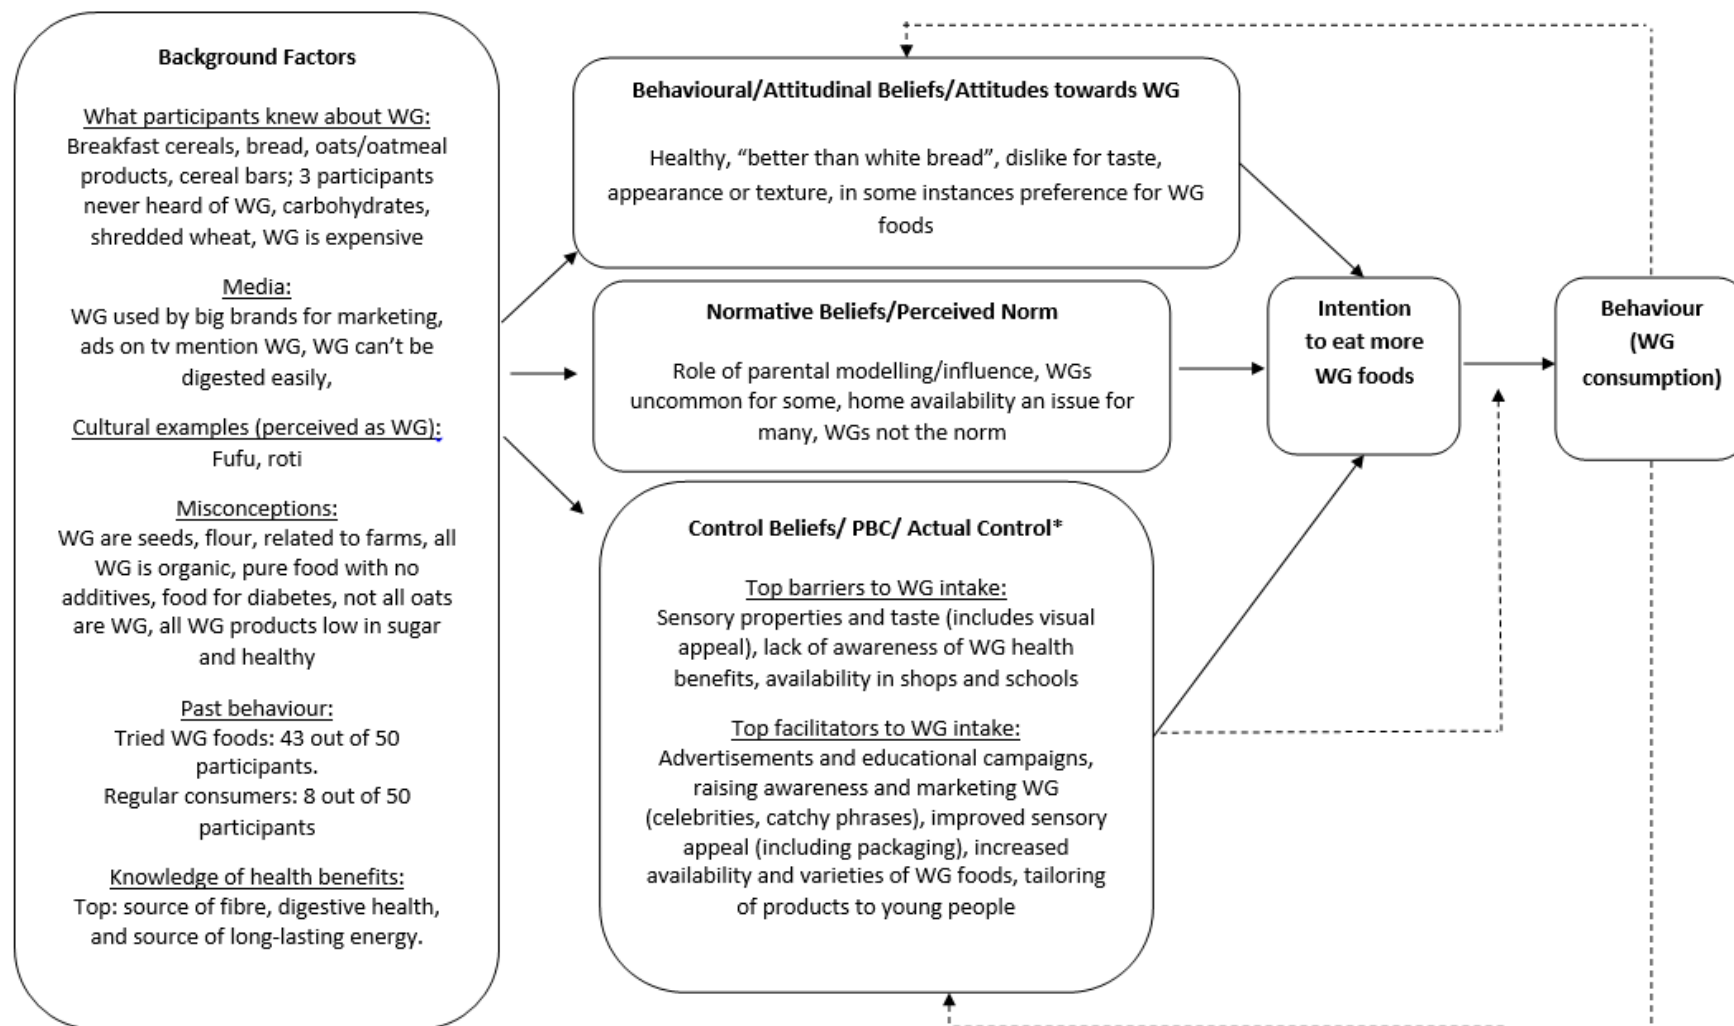 Background Factors
What participants knew about WG:
Breakfast cereals, bread, oats/oatmeal
products, cereal bars; 3 participants
never heard of WG, carbohydrates,
shredded wheat, WG is expensive
Media:
WG used by big brands for marketing,
ads on tv mention WG, WG can't be
digested easily,
Cultural examples (perceived as WG):
Fufu, roti
Misconceptions:
WG are seeds, flour, related to farms, all
WG is organic, pure food with no
additives, food for diabetes, not all oats
are WG, all WG products low in sugar
and healthy
Past behaviour:
Tried WG foods: 43 out of 50
participants.
Regular consumers: 8 out of 50
participants
Knowledge of health benefits:
Top: source of fibre, digestive health,
and source of long-lasting energy.
Behavioural/Attitudinal Beliefs/Attitudes towards WG
Healthy, “better than white bread”, dislike for taste,
appearance or texture, in some instances preference for WG
foods
Normative Beliefs/Perceived Norm
Role of parental modelling/influence, WGs
uncommon for some, home availability an issue for
many, WGs not the norm
Control Beliefs/ PBC/ Actual Control*
Top barriers to WG intake:
Sensory properties and taste (includes visual
appeal), lack of awareness of WG health
benefits, availability in shops and schools
Top facilitators to WG intake:
Advertisements and educational campaigns,
raising awareness and marketing WG
(celebrities, catchy phrases), improved sensory
appeal (including packaging), increased
availability and varieties of WG foods, tailoring
of products to young people
Intention
to eat more
WG foods
Behaviour
(WG
consumption)